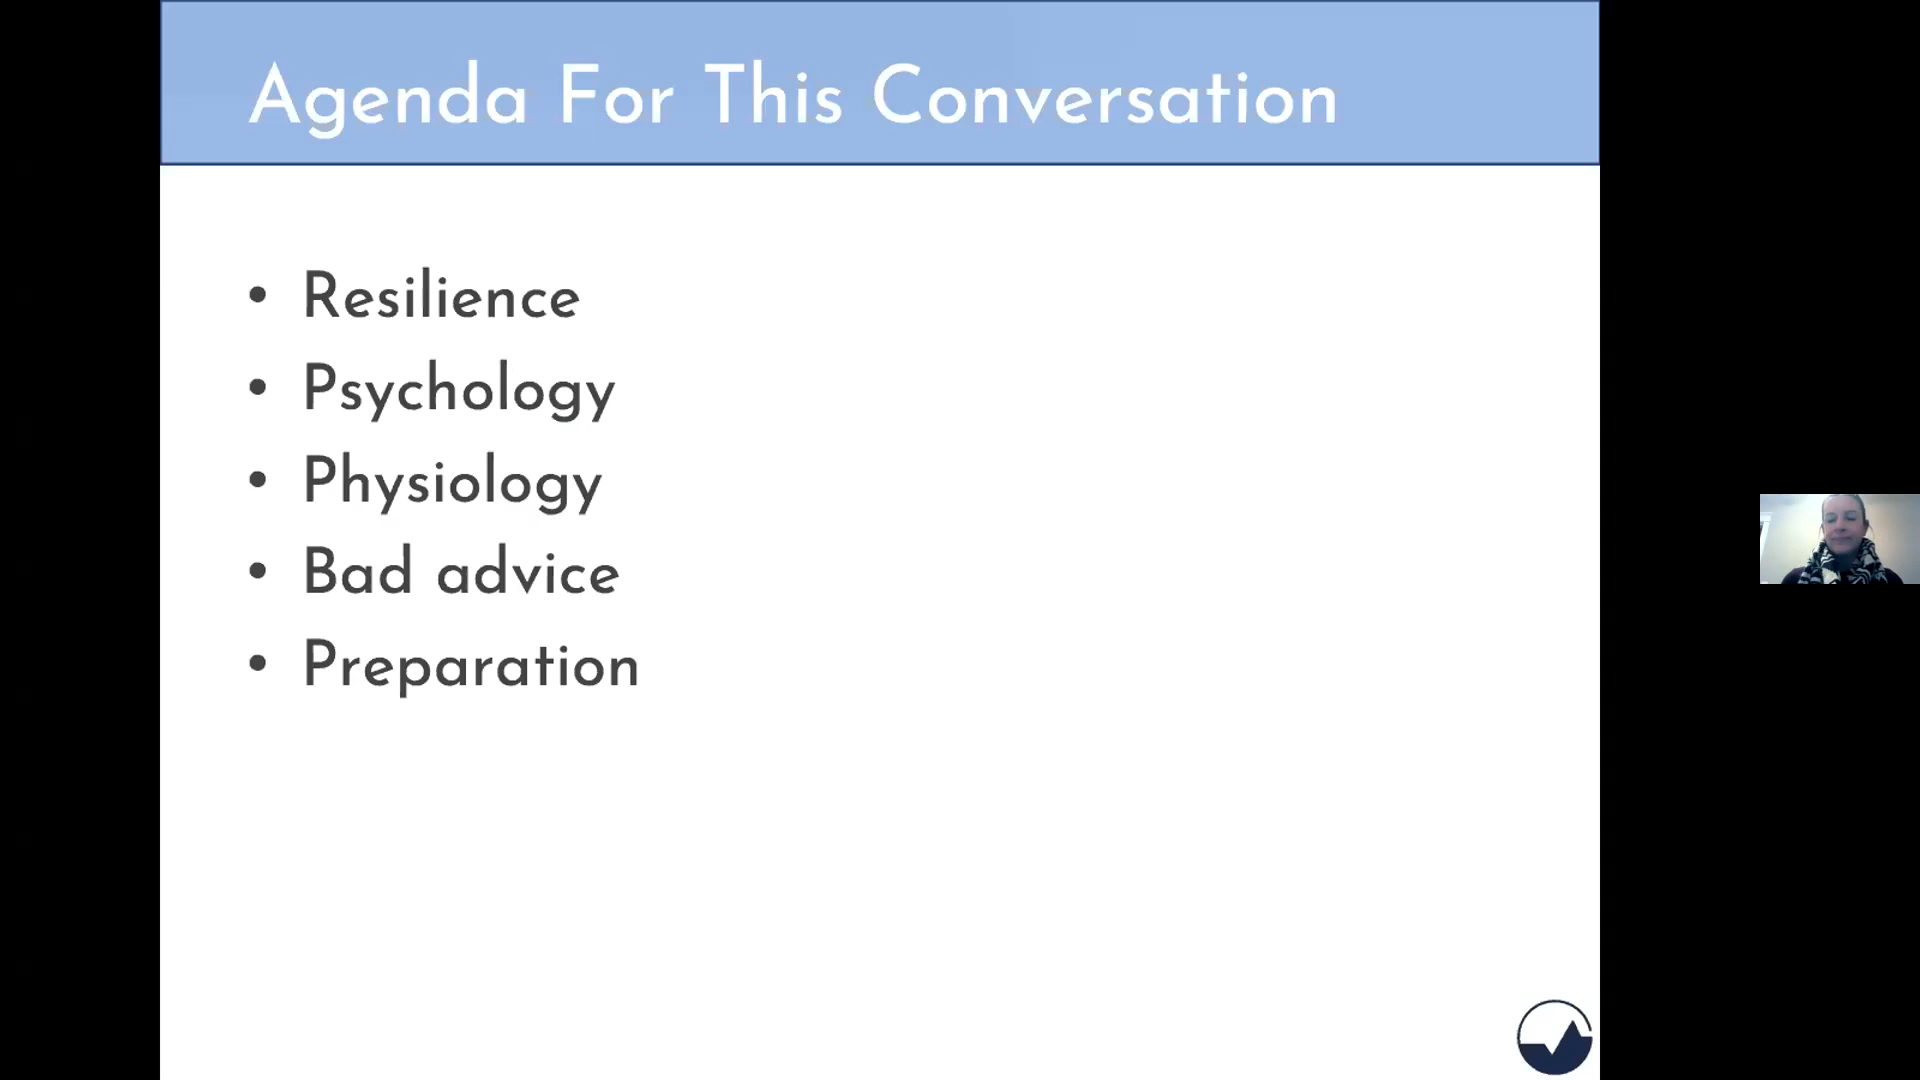 Agenda For This Conversation
• Resilience
• Psychology
• Physiology
• Bad advice
• Preparation